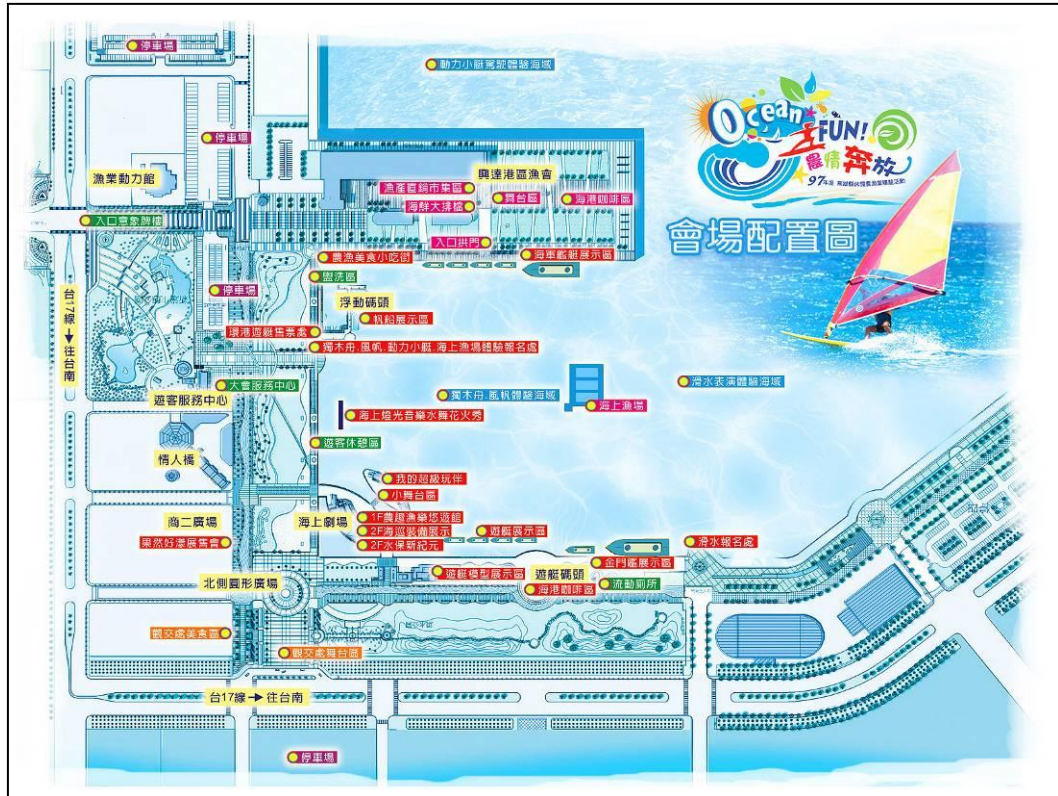 停車場
動力小艇駕駛體驗海域
Ocean
FUN!
農情奔放
停車場
漁業動力館
興達港區漁會
漁產直銷市集區
舞台區
海港咖啡區
海鮮大排檔
會場配置圖
入口意象牌樓
入口拱門
農漁美食小吃街
海軍艦艇展示區
盥洗區
停車場
浮動碼頭
帆船展示區
台17線→往台南
環港遊艇售票處
獨木舟.風帆.動力小艇.海上漁場體驗報名處
大會服務中心
滑水表演體驗海域
遊客服務中心
獨木舟.風帆體驗海域
海上漁場
海上燈光音樂水舞花火秀
遊客休憩區
情人橋
我的超級玩伴
小舞台區
商二廣場
海上劇場
1F農趣漁樂悠遊館
2F海巡裝備展示
遊艇展示區
果然好漾展售會
2F水保新紀元
滑水報名處
金門艦展示區
遊艇模型展示區
遊艇碼頭
北側圓形廣場
流動廁所
海港咖啡區
觀交處美食區
觀交處舞台區
台17線→往台南
停車場